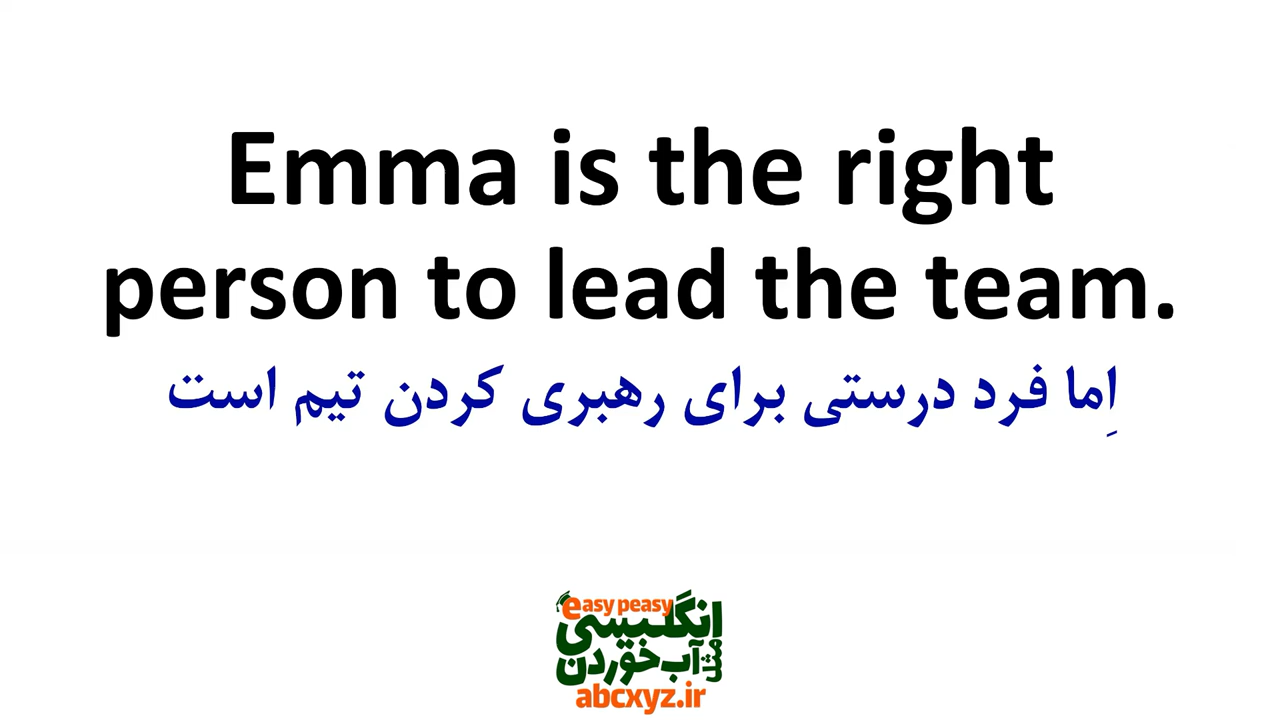 Emma is the right
person to lead the team.
اِما فرد درستی برای رهبری کردن تیم است
easy peasy
انگلیسی
مثل آب خوردن
abcxyz.ir